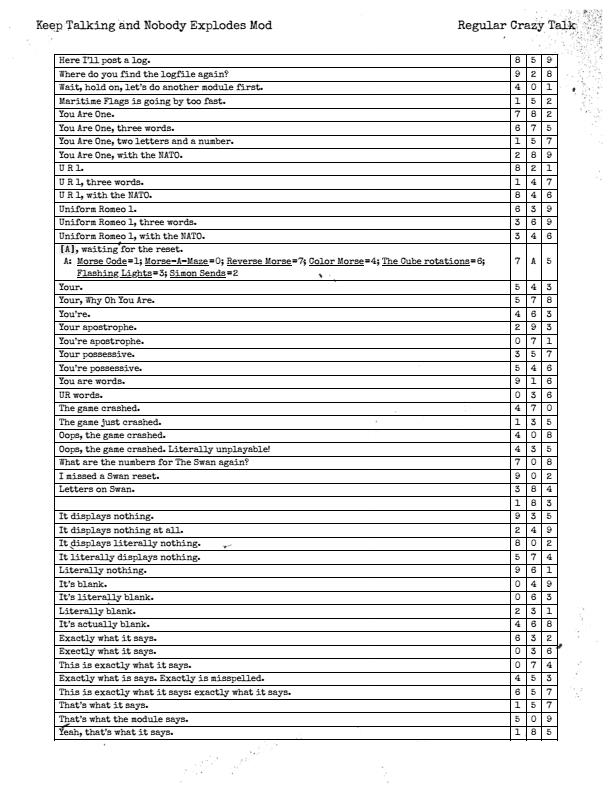 Keep Talking and Nobody Explodes Mod Regular Crazy Talk
Here I'll post a log. 8 5 9
Where do you find the logfile again? 9 2 8
Wait, hold on, let's do another module first. 4 0 1
Maritime Flags is going by too fast. 1 5 2
You Are One. 7 8 2
You Are One, three words. 6 7 5
You Are One, two letters and a number. 1 5 7
You Are One, with the NATO. 2 8 9
U R 1. 8 2 1
U R 1, three words. 1 4 7
U R 1, with the NATO. 8 4 6
Uniform Romeo 1. 6 3 9
Uniform Romeo 1, three words. 3 6 9
Uniform Romeo 1, with the NATO. 3 4 6
[A], waiting for the reset.
A: Morse Code=1; Morse-A-Maze=0; Reverse Morse=7; Color Morse=4; The Cube rotations=6; 7 A 5
Flashing Lights=3; Simon Sends=2
Your. 5 4 3
Your, Why Oh You Are. 5 7 8
You're. 4 6 3
Your apostrophe. 2 9 3
You're apostrophe. 0 7 1
Your possessive. 3 5 7
You're possessive. 5 4 6
You are words. 9 1 6
UR words. 0 3 6
The game crashed. 4 7 0
The game just crashed. 1 3 5
Oops, the game crashed. 4 0 8
Oops, the game crashed. Literally unplayable! 4 3 5
What are the numbers for The Swan again? 7 0 8
I missed a Swan reset. 9 0 2
Letters on Swan. 3 8 4
1 8 3
It displays nothing. 9 3 5
It displays nothing at all. 2 4 9
It displays literally nothing. 8 0 2
It literally displays nothing. 5 7 4
Literally nothing. 9 6 1
It's blank. 0 4 9
It's literally blank. 0 6 3
Literally blank. 2 3 1
It's actually blank. 4 6 8
Exactly what it says. 6 3 2
Exectly what it says. 0 3 6
This is exactly what it says. 0 7 4
Exactly what is says. Exactly is misspelled. 4 5 3
This is exactly what it says: exactly what it says. 6 5 7
That's what it says. 1 5 7
That's what the module says. 5 0 9
Yeah, that's what it says. 1 8 5